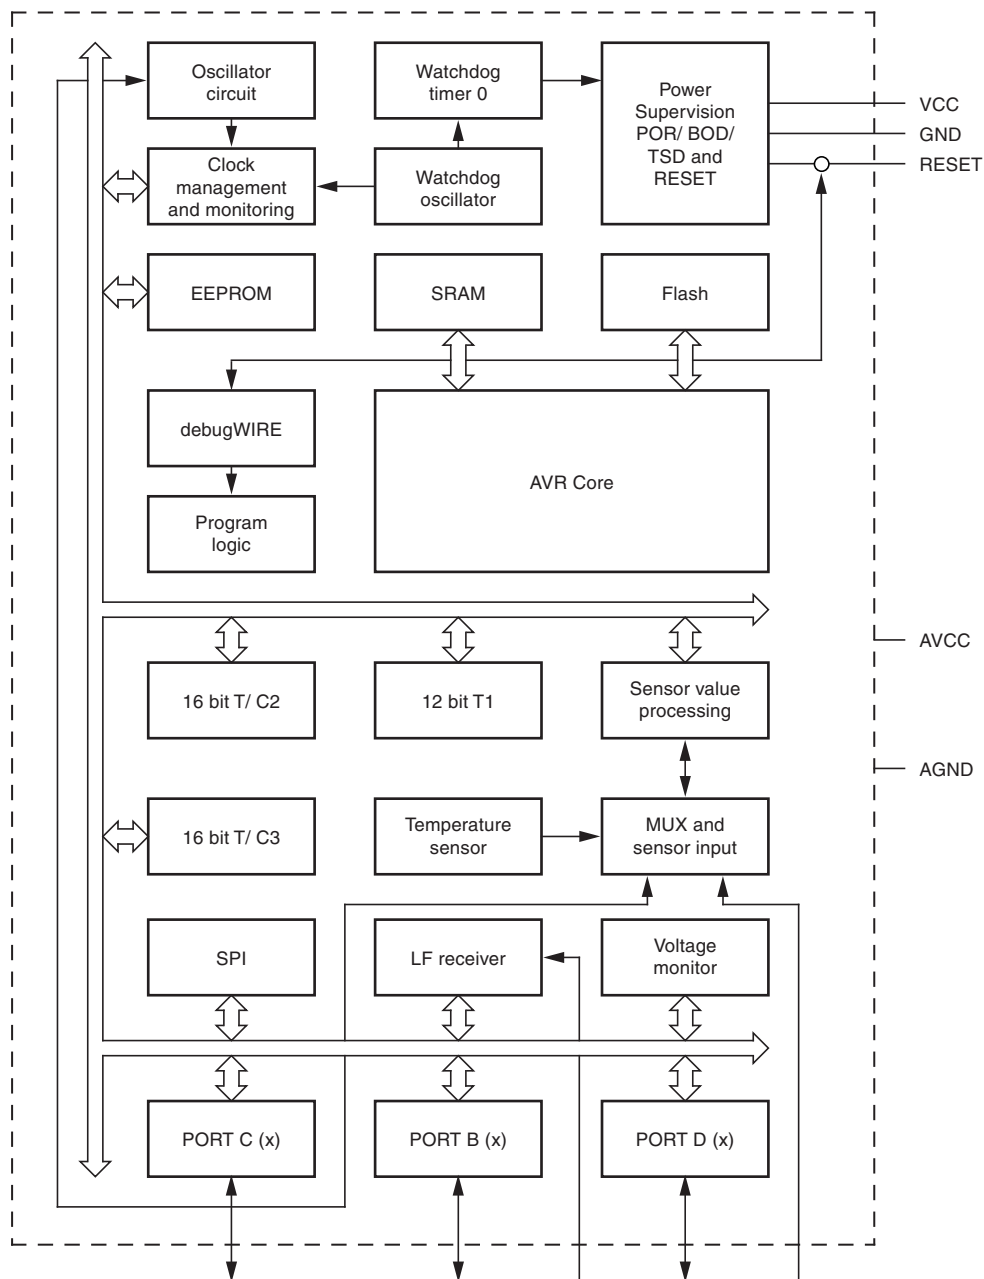 Oscillator
circuit
Watchdog
timer 0
Power
Supervision
POR/ BOD/
TSD and
RESET
VCC
GND
RESET
Clock
management
and monitoring
Watchdog
oscillator
EEPROM
SRAM
Flash
debugWIRE
AVR Core
Program
logic
AVCC
16 bit T/ C2
12 bit T1
Sensor value
processing
AGND
16 bit T/ C3
Temperature
sensor
MUX and
sensor input
SPI
LF receiver
Voltage
monitor
PORT C (x)
PORT B (x)
PORT D (x)